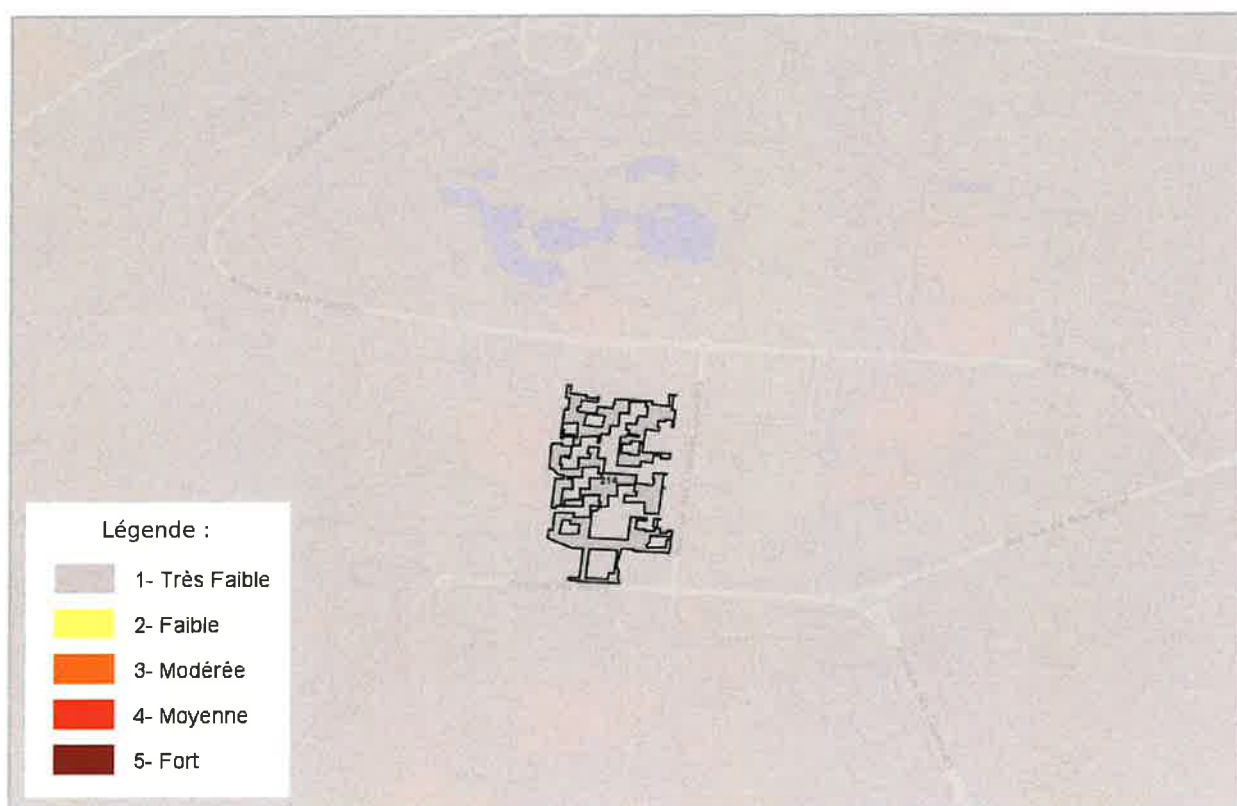 Légende :
1- Très Faible
2- Faible
3- Modérée
4- Moyenne
5- Fort